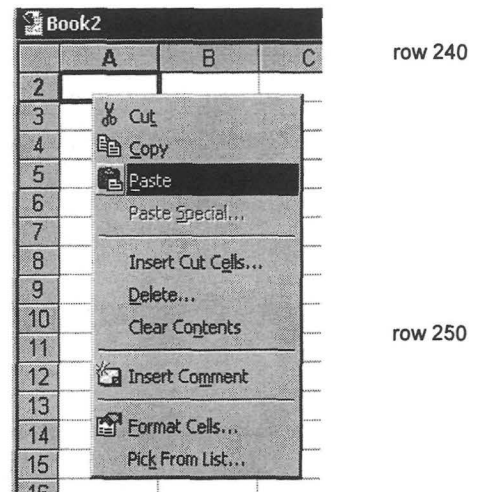 Book2
A B C
row 240
2
3 Cut
4 Copy
5 Paste
6 Paste Special...
7
8 Insert Cut Cells...
9 Delete...
10 Clear Contents
11
row 250
12 Insert Comment
13
14 Format Cells...
15 Pick From List...
16